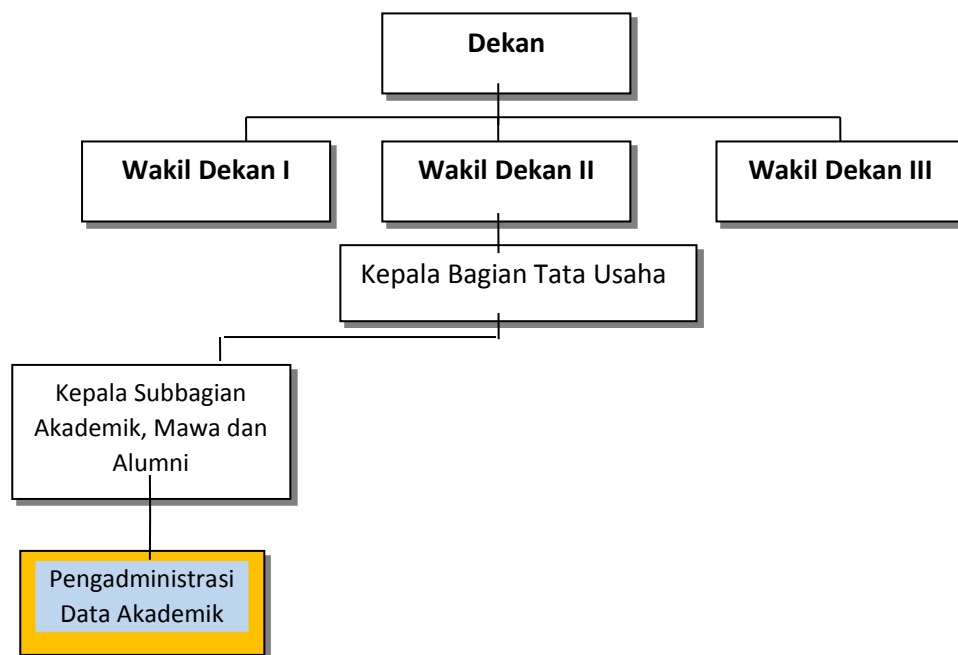 Dekan
Wakil Dekan I
Wakil Dekan II
Wakil Dekan III
Kepala Bagian Tata Usaha
Kepala Subbagian
Akademik, Mawa dan
Alumni
Pengadministrasi
Data Akademik